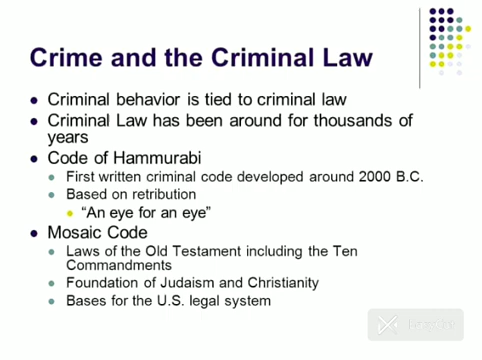 Crime and the Criminal Law
Criminal behavior is tied to criminal law
Criminal Law has been around for thousands of
years
Code of Hammurabi
First written criminal code developed around 2000 B.C.
Based on retribution
"An eye for an eye"
Mosaic Code
Laws of the Old Testament including the Ten
Commandments
Foundation of Judaism and Christianity
Bases for the U.S. legal system